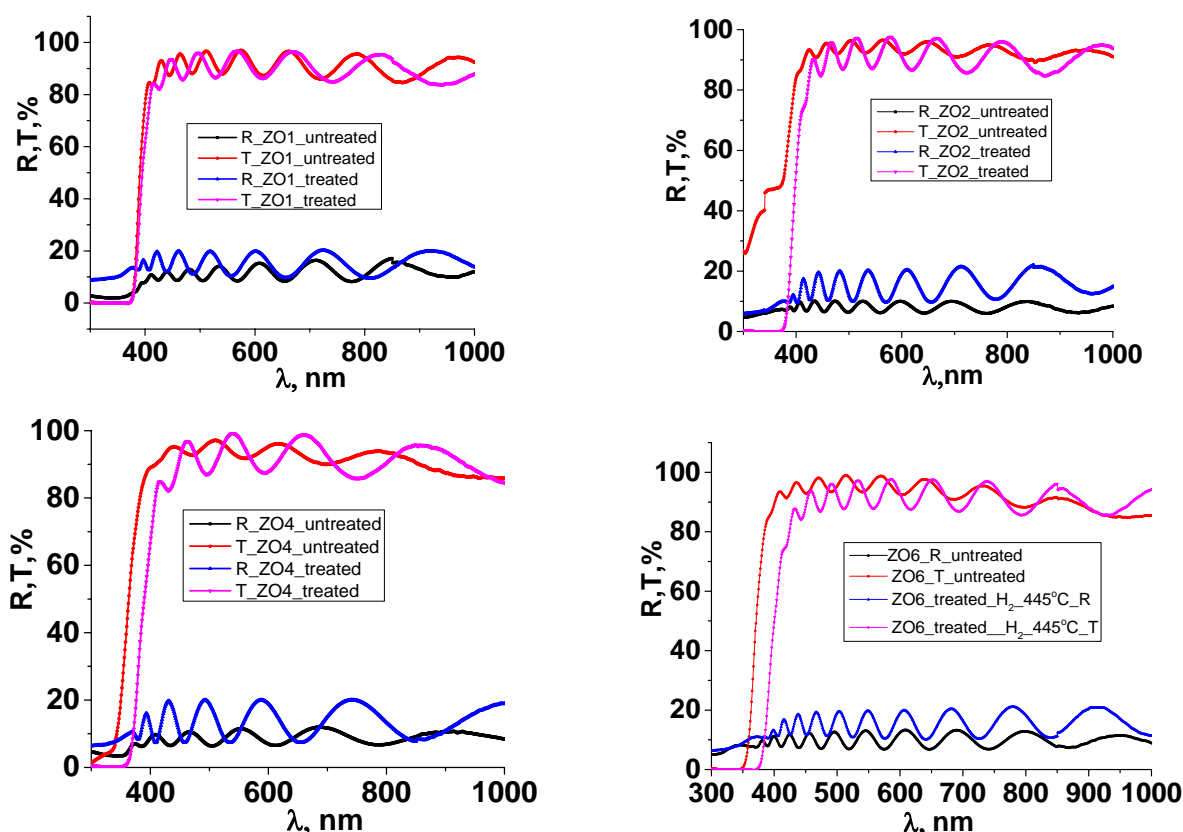 100
80
60
40
20
0
R,T,%
R_ZO1_untreated
T_ZO1_untreated
R_ZO1_treated
T_ZO1_treated
400 600 800 1000
λ, nm
100
80
60
40
20
0
R,T,%
R_ZO2_untreated
T_ZO2_untreated
R_ZO2_treated
T_ZO2_treated
400 600 800 1000
λ,nm
100
80
60
40
20
0
R,T,%
R_ZO4_untreated
T_ZO4_untreated
R_ZO4_treated
T_ZO4_treated
400 600 800 1000
λ, nm
100
80
60
40
20
0
R,T,%
ZO6_R_untreated
ZO6_T_untreated
ZO6_treated_H₂_445°C_R
ZO6_treated__H₂_445°C_T
300 400 500 600 700 800 900 1000
λ, nm